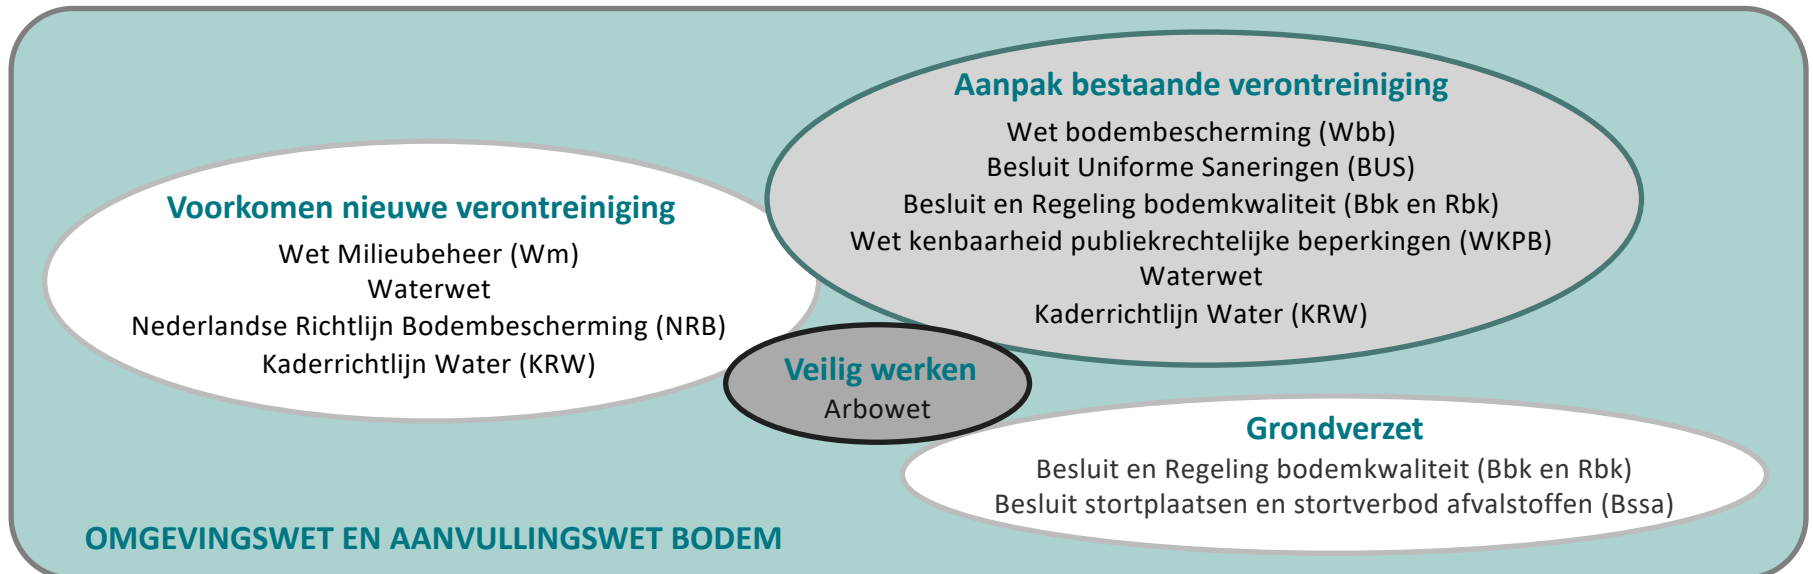 Aanpak bestaande verontreiniging
Wet bodembescherming (Wbb)
Besluit Uniforme Saneringen (BUS)
Besluit en Regeling bodemkwaliteit (Bbk en Rbk)
Wet kenbaarheid publiekrechtelijke beperkingen (WKPB)
Waterwet
Kaderrichtlijn Water (KRW)
Voorkomen nieuwe verontreiniging
Wet Milieubeheer (Wm)
Waterwet
Nederlandse Richtlijn Bodembescherming (NRB)
Kaderrichtlijn Water (KRW)
Veilig werken
Arbowet
Grondverzet
Besluit en Regeling bodemkwaliteit (Bbk en Rbk)
Besluit stortplaatsen en stortverbod afvalstoffen (Bssa)
OMGEVINGSWET EN AANVULLINGSWET BODEM